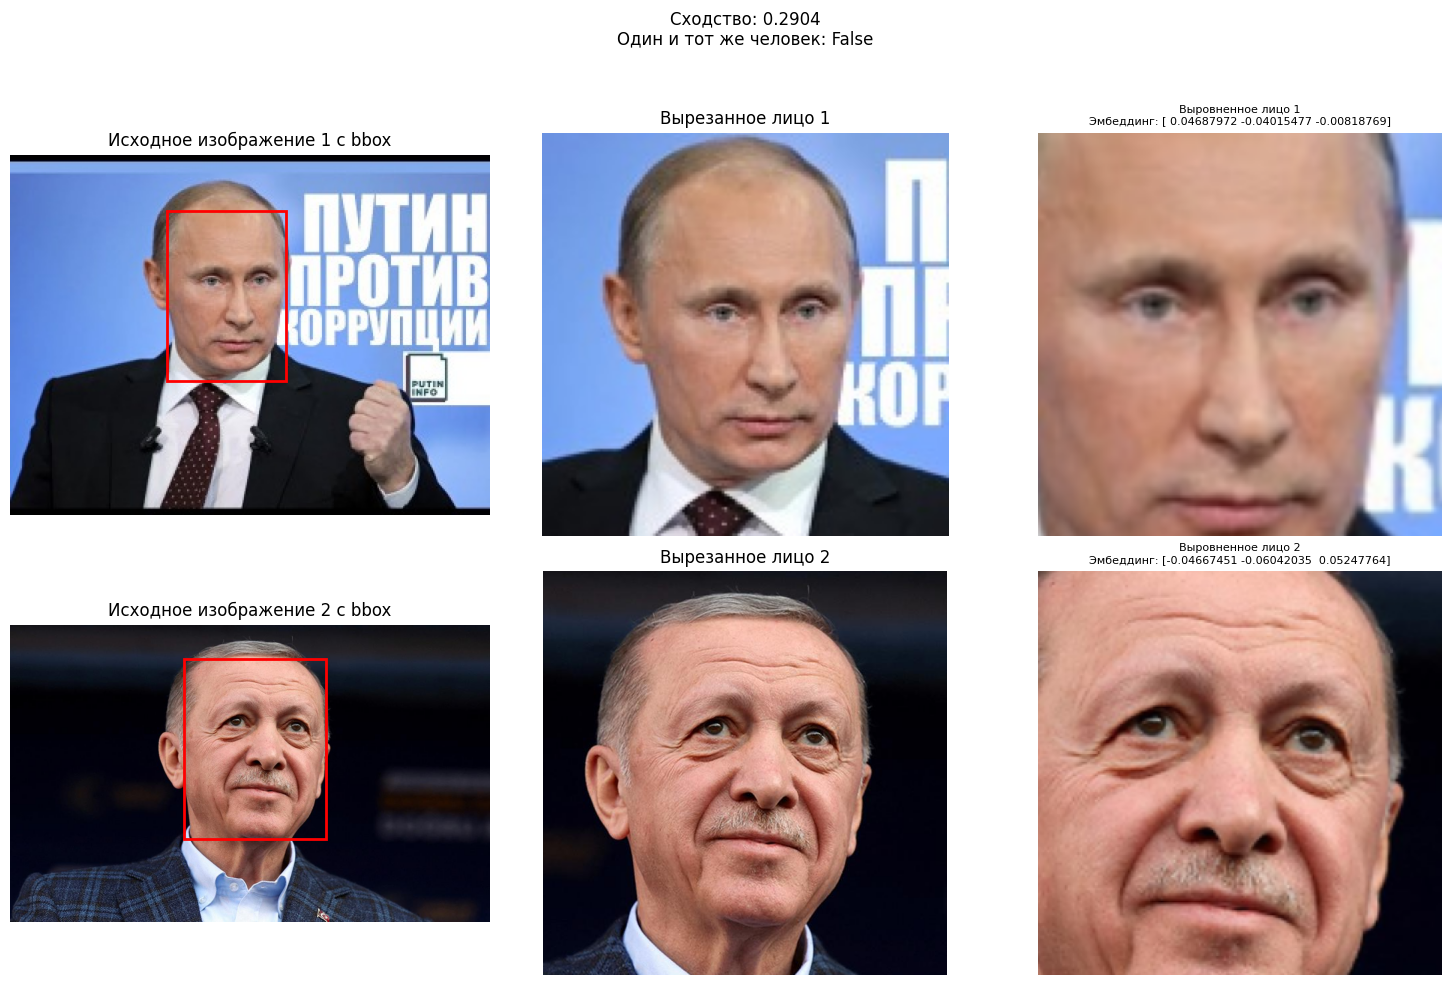 Сходство: 0.2904
Один и тот же человек: False
Исходное изображение 1 с bbox
ПУТИН
ПРОТИВ
КОРРУПЦИИ
PUTIN
INFO
Вырезанное лицо 1
П
ПР
КОР
Выровненное лицо 1
Эмбеддинг: [ 0.04687972 -0.04015477 -0.00818769]
Исходное изображение 2 с bbox
Вырезанное лицо 2
Выровненное лицо 2
Эмбеддинг: [-0.04667451 -0.06042035  0.05247764]